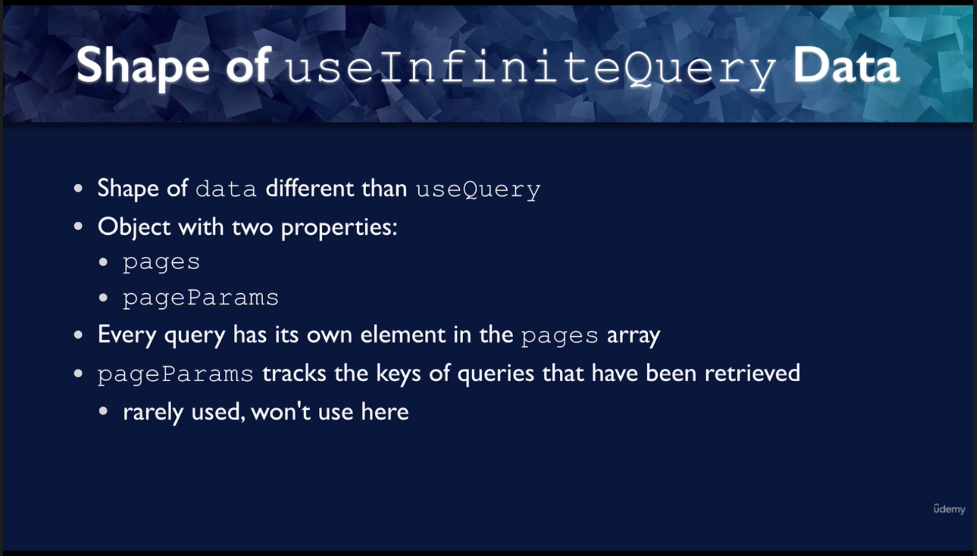 Shape of useInfiniteQuery Data
• Shape of data different than useQuery
• Object with two properties:
• pages
• pageParams
• Every query has its own element in the pages array
• pageParams tracks the keys of queries that have been retrieved
• rarely used, won't use here
ûdemy